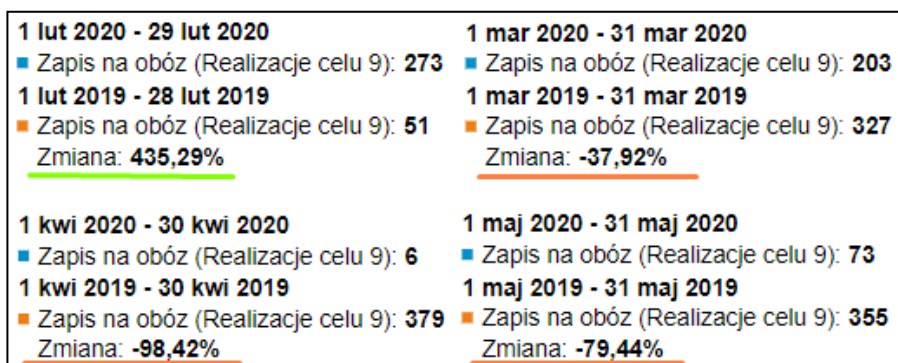 1 lut 2020 - 29 lut 2020
Zapis na obóz (Realizacje celu 9): 273
1 lut 2019 - 28 lut 2019
Zapis na obóz (Realizacje celu 9): 51
Zmiana: 435,29%
1 mar 2020 - 31 mar 2020
Zapis na obóz (Realizacje celu 9): 203
1 mar 2019 - 31 mar 2019
Zapis na obóz (Realizacje celu 9): 327
Zmiana: -37,92%
1 kwi 2020 - 30 kwi 2020
Zapis na obóz (Realizacje celu 9): 6
1 kwi 2019 - 30 kwi 2019
Zapis na obóz (Realizacje celu 9): 379
Zmiana: -98,42%
1 maj 2020 - 31 maj 2020
Zapis na obóz (Realizacje celu 9): 73
1 maj 2019 - 31 maj 2019
Zapis na obóz (Realizacje celu 9): 355
Zmiana: -79,44%